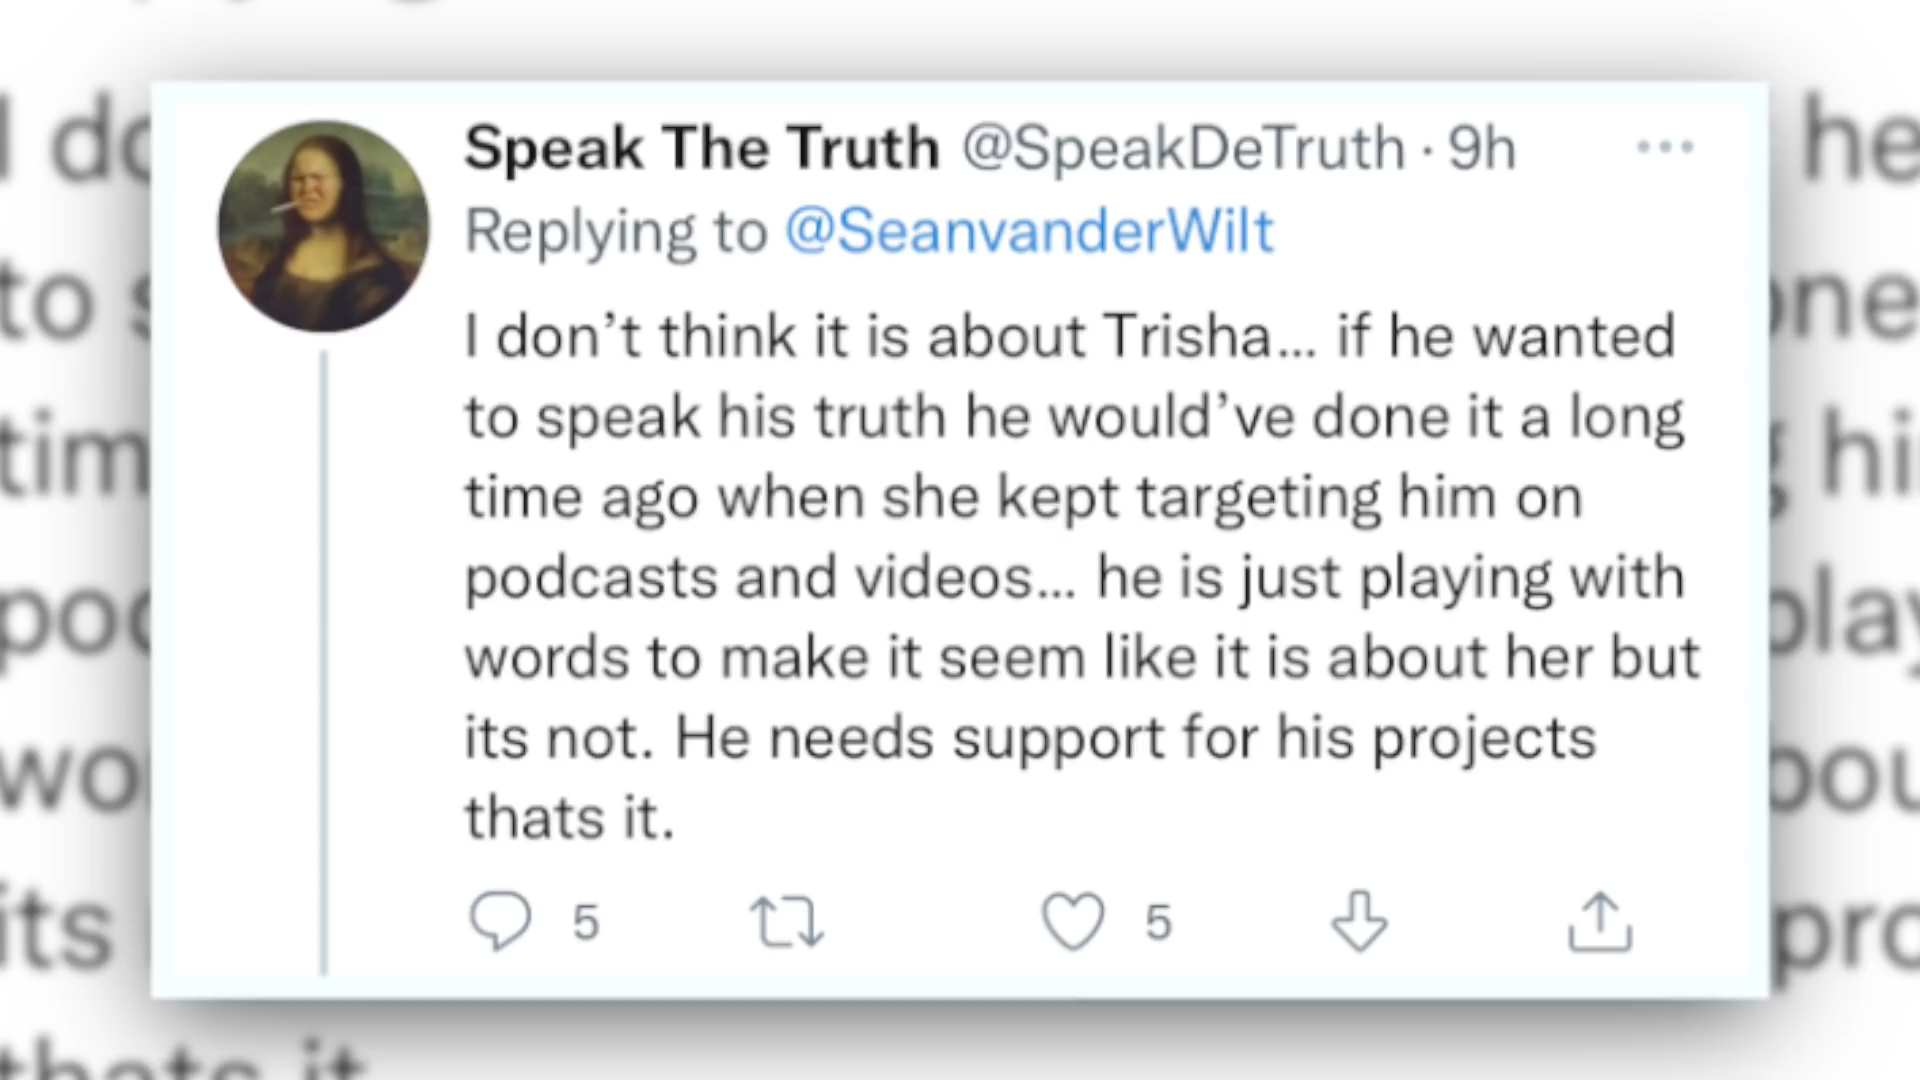 Speak The Truth @SpeakDeTruth · 9h
Replying to @SeanvanderWilt
I don’t think it is about Trisha... if he wanted
to speak his truth he would’ve done it a long
time ago when she kept targeting him on
podcasts and videos... he is just playing with
words to make it seem like it is about her but
its not. He needs support for his projects
thats it.
5 5